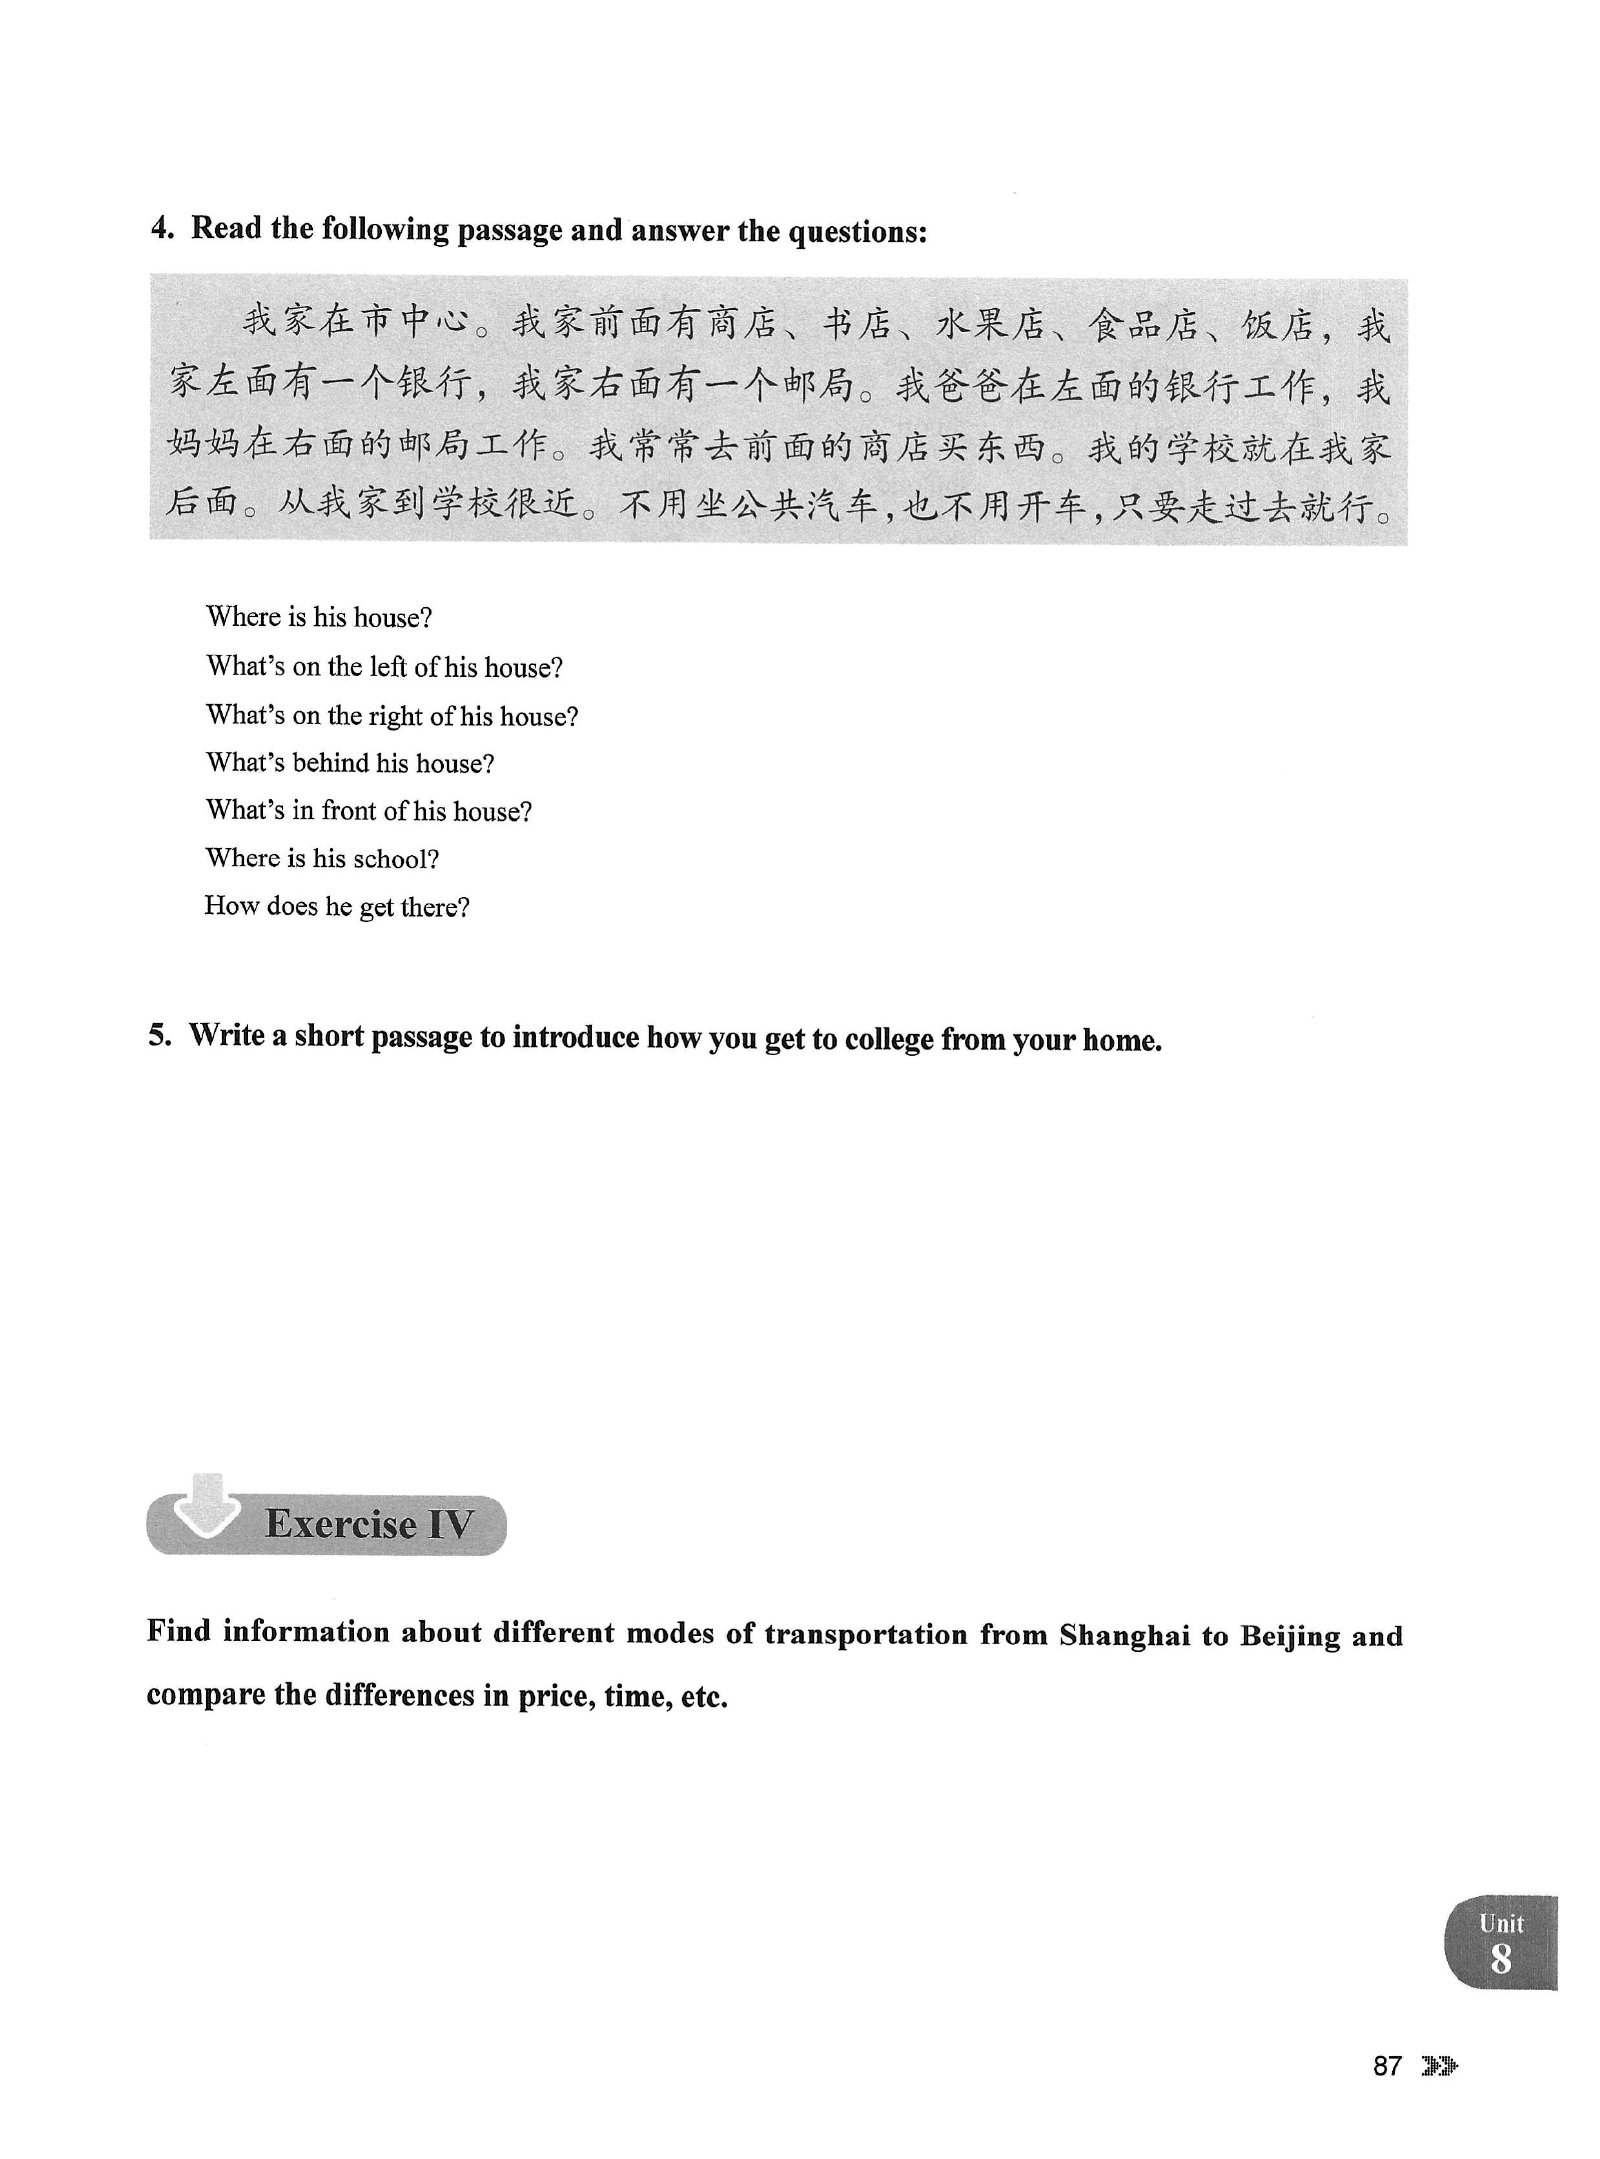 4. Read the following passage and answer the questions:
我家在市中心。我家前面有商店、书店、水果店、食品店、饭店，我
家左面有一个银行，我家右面有一个邮局。我爸爸在左面的银行工作，我
妈妈在右面的邮局工作。我常常去前面的商店买东西。我的学校就在我家
后面。从我家到学校很近。不用坐公共汽车，也不用开车，只要走过去就行。
Where is his house?
What's on the left of his house?
What's on the right of his house?
What's behind his house?
What's in front of his house?
Where is his school?
How does he get there?
5. Write a short passage to introduce how you get to college from your home.
Exercise IV
Find information about different modes of transportation from Shanghai to Beijing and
compare the differences in price, time, etc.
Unit
8
87